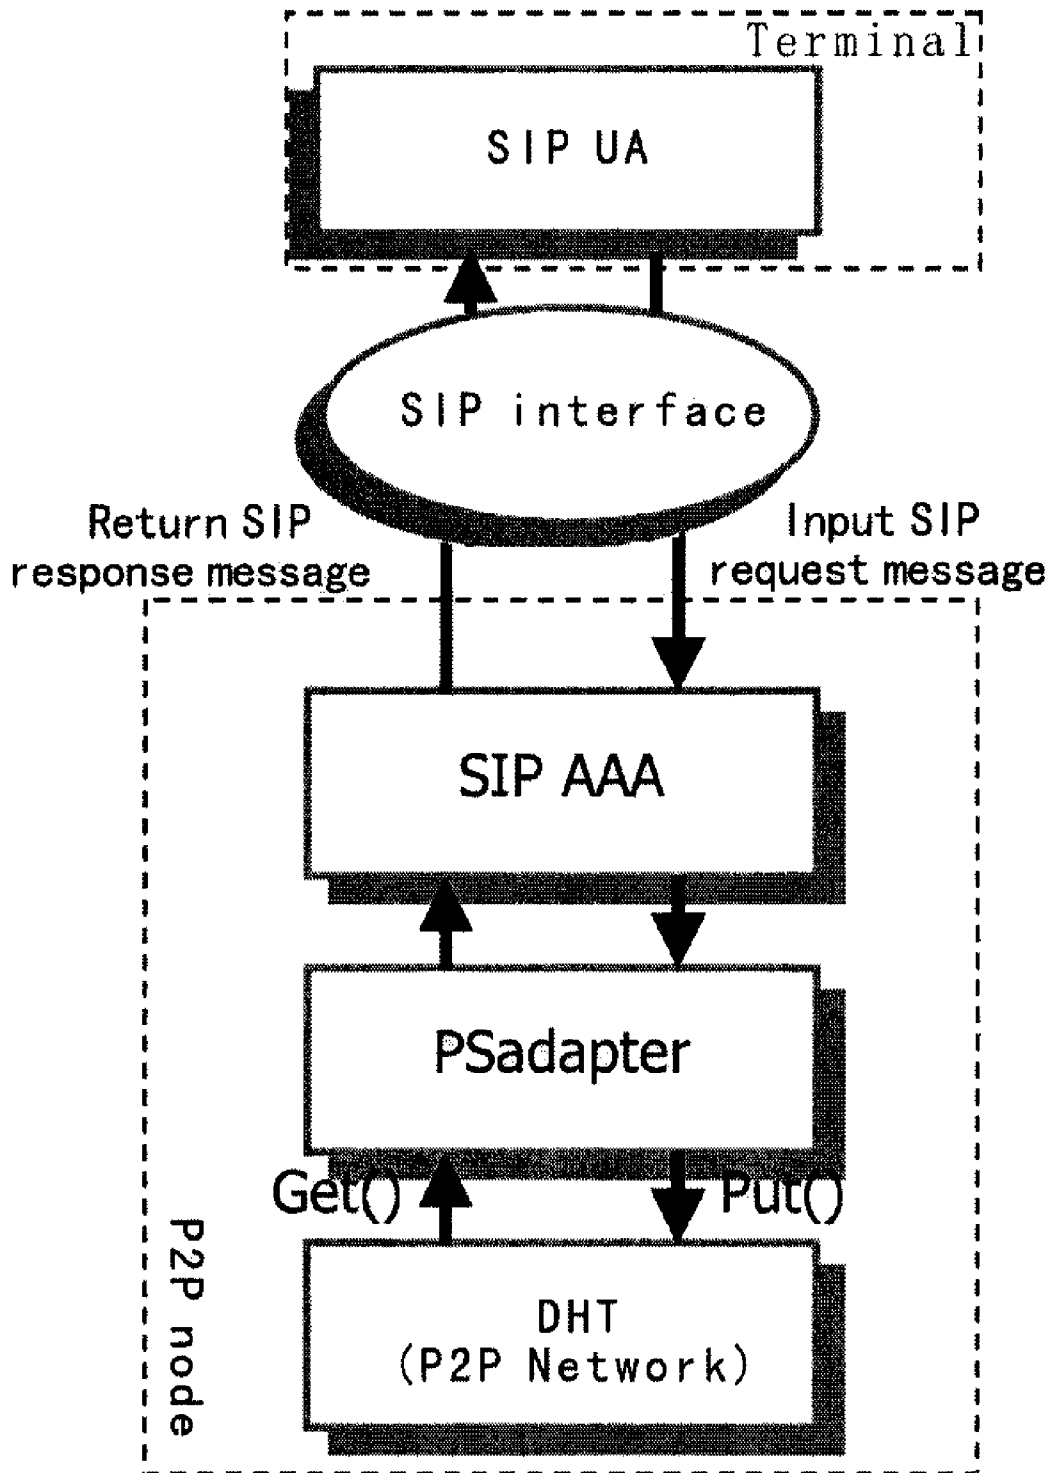 Terminal
SIP UA
SIP interface
Return SIP
response message
Input SIP
request message
SIP AAA
PSadapter
Get()
Put()
P2P node
DHT
(P2P Network)